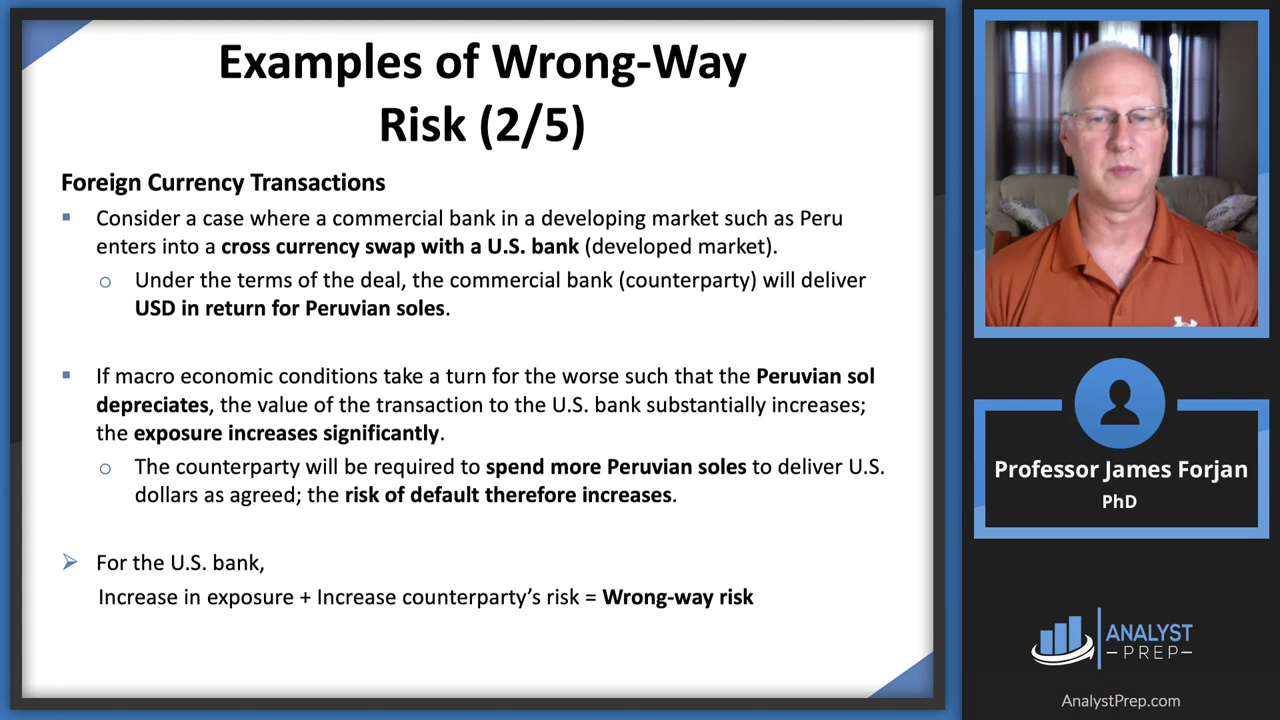 Examples of Wrong-Way
Risk (2/5)
Foreign Currency Transactions
▪ Consider a case where a commercial bank in a developing market such as Peru
enters into a cross currency swap with a U.S. bank (developed market).
o Under the terms of the deal, the commercial bank (counterparty) will deliver
USD in return for Peruvian soles.
▪ If macro economic conditions take a turn for the worse such that the Peruvian sol
depreciates, the value of the transaction to the U.S. bank substantially increases;
the exposure increases significantly.
o The counterparty will be required to spend more Peruvian soles to deliver U.S.
dollars as agreed; the risk of default therefore increases.
➢ For the U.S. bank,
Increase in exposure + Increase counterparty’s risk = Wrong-way risk
Professor James Forjan
PhD
ANALYST
–PREP–
AnalystPrep.com